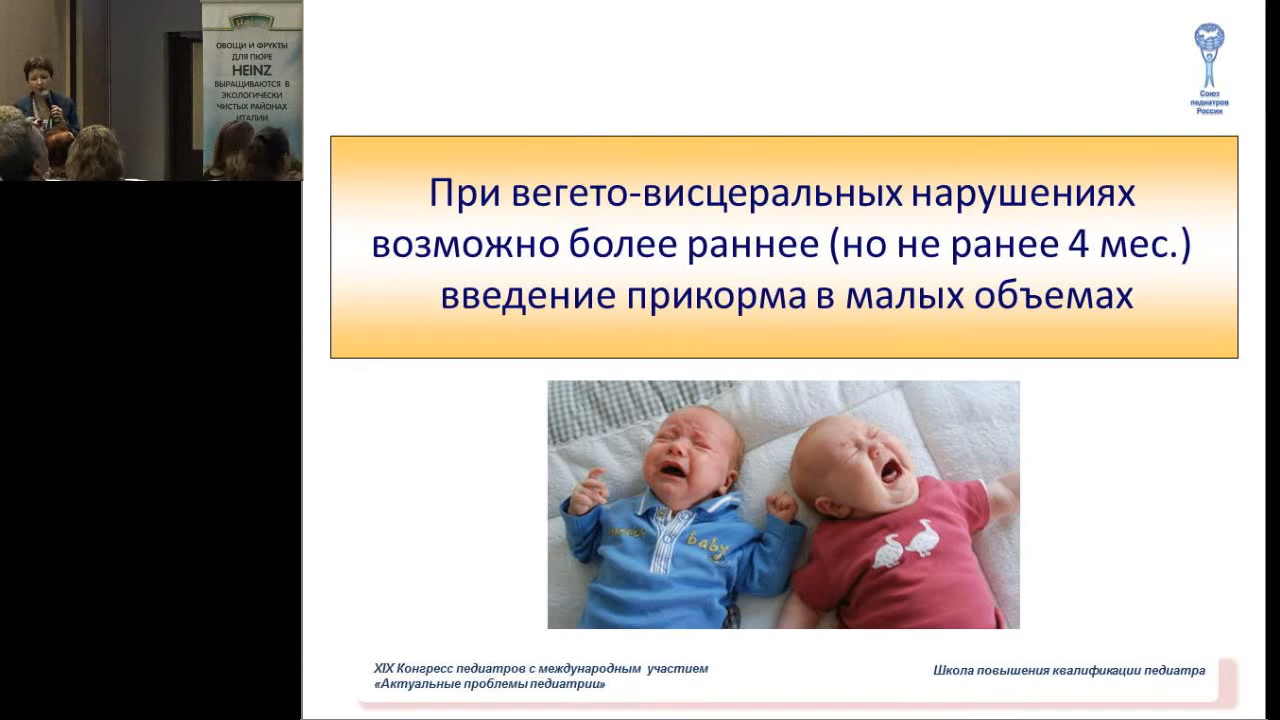 Heinz
ОВОЩИ И ФРУКТЫ
ДЛЯ ПЮРЕ
HEINZ
ВЫРАЩИВАЮТСЯ В
ЭКОЛОГИЧЕСКИ
ЧИСТЫХ РАЙОНАХ
ИТАЛИИ
Союз
педиатров
России
При вегето-висцеральных нарушениях
возможно более раннее (но не ранее 4 мес.)
введение прикорма в малых объемах
baby
XIX Конгресс педиатров с международным участием
«Актуальные проблемы педиатрии»
Школа повышения квалификации педиатра